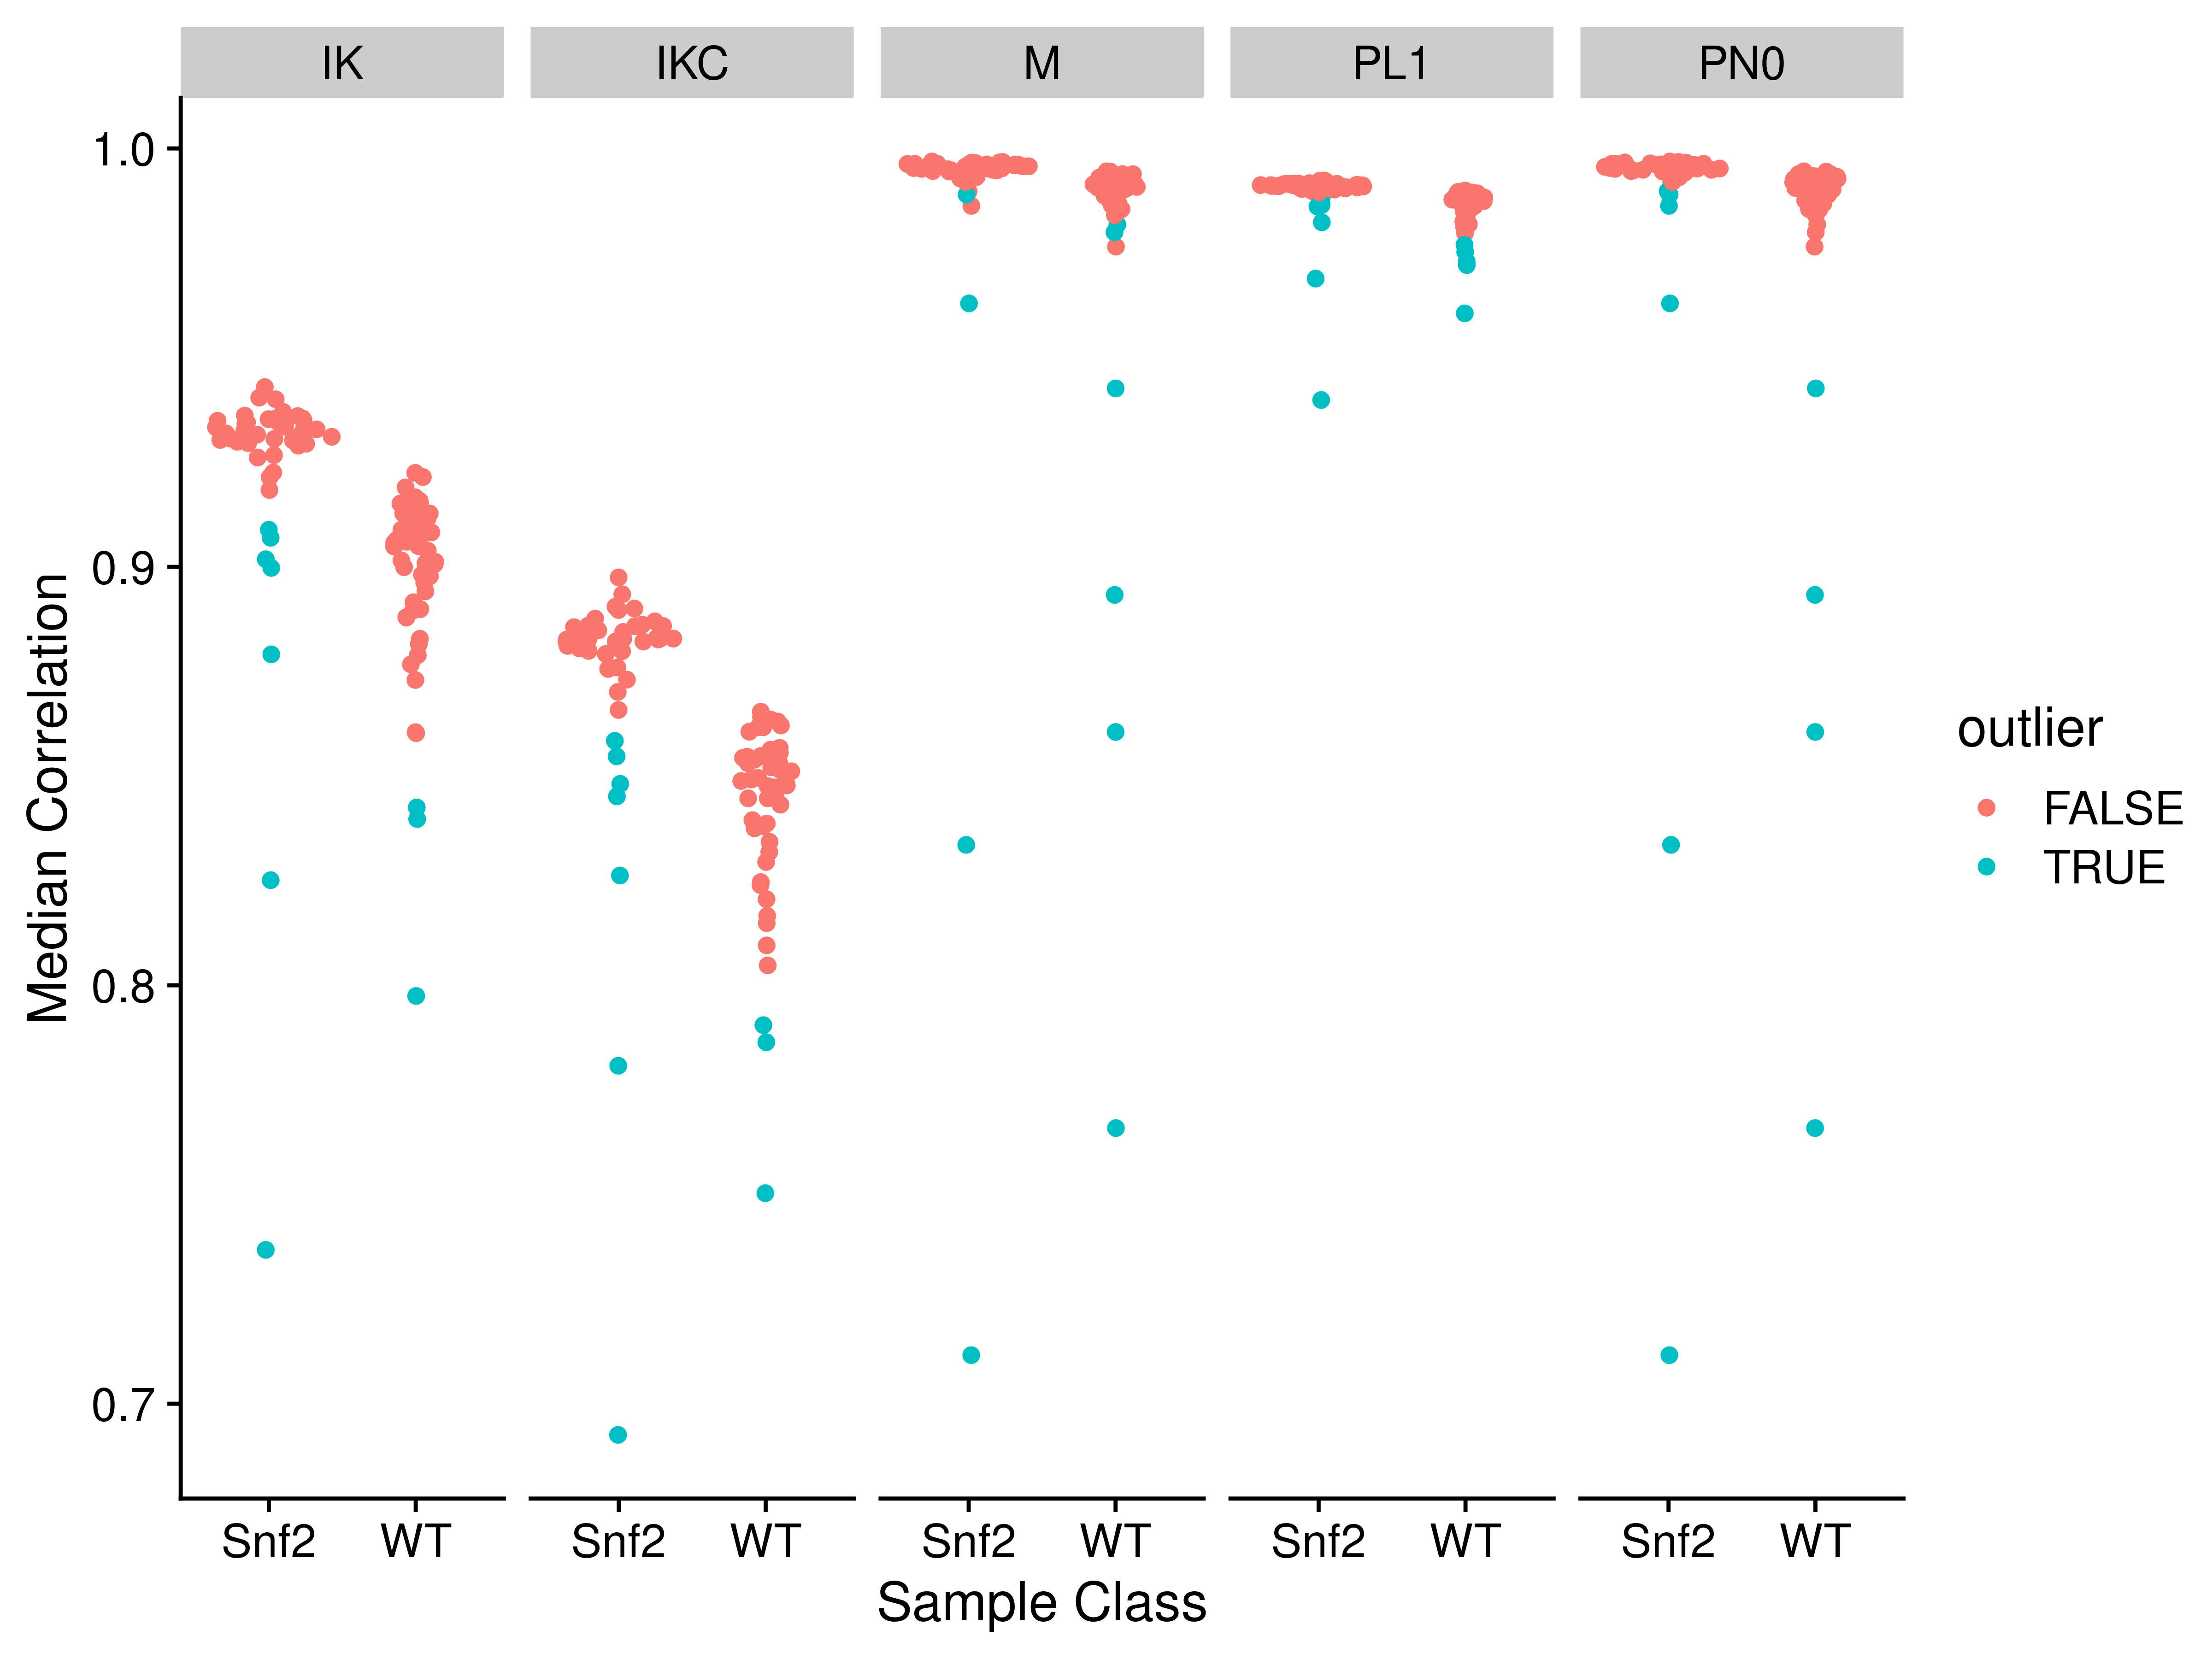 IK IKC M PL1 PN0
1.0
0.9
0.8
0.7
Median Correlation
Snf2 WT Snf2 WT Snf2 WT Snf2 WT Snf2 WT
Sample Class
outlier
FALSE
TRUE